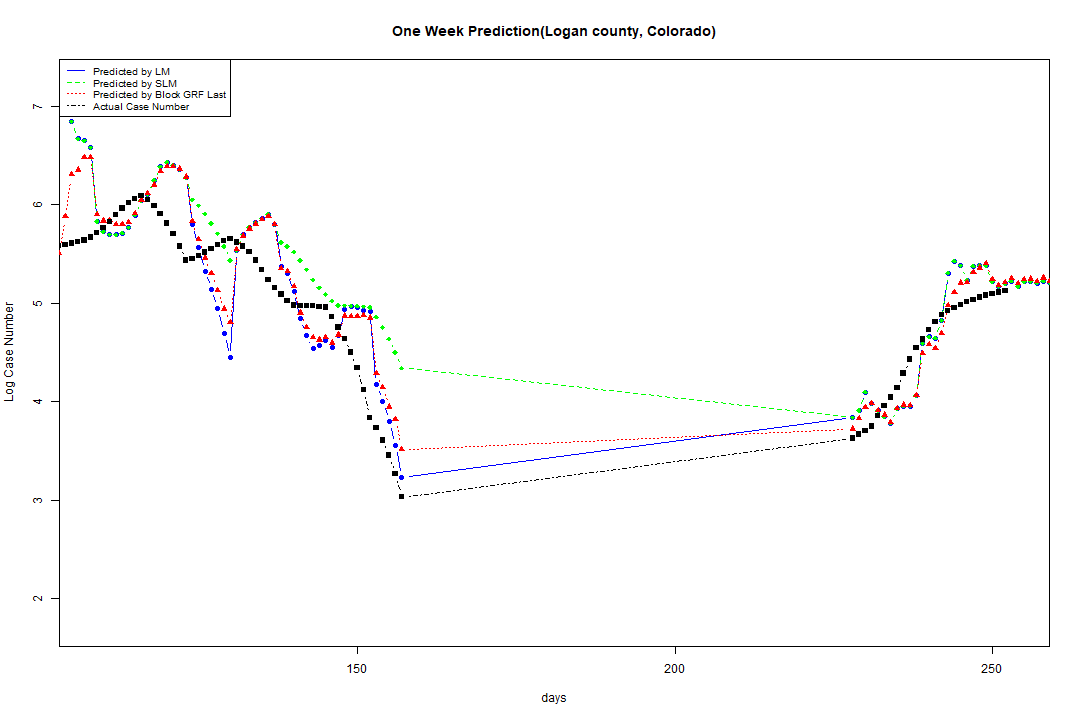 One Week Prediction(Logan county, Colorado)
Predicted by LM
Predicted by SLM
Predicted by Block GRF Last
Actual Case Number
7
6
5
4
3
2
Log Case Number
150
200
250
days